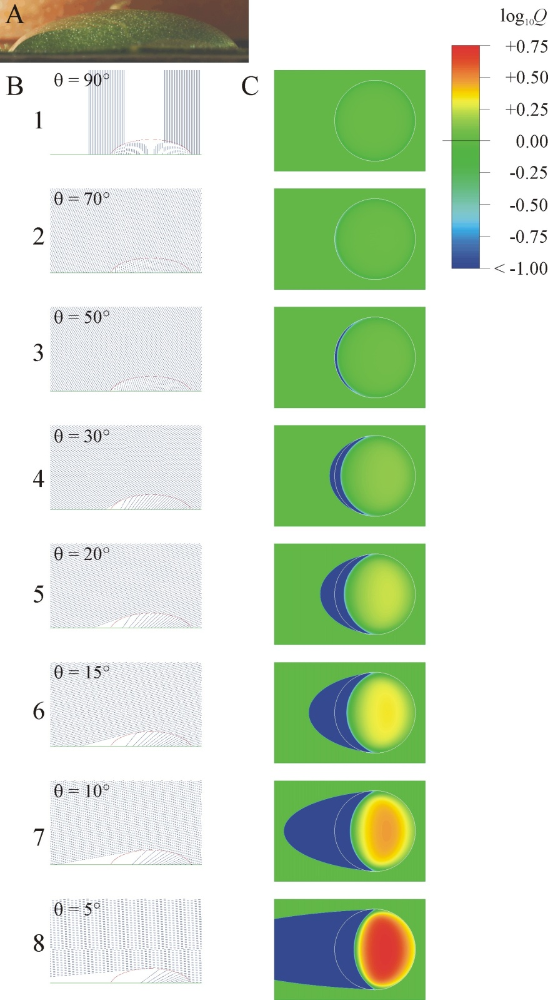 A
log₁₀Q
+0.75
+0.50
+0.25
0.00
-0.25
-0.50
-0.75
< -1.00
B
C
1
θ = 90°
2
θ = 70°
3
θ = 50°
4
θ = 30°
5
θ = 20°
6
θ = 15°
7
θ = 10°
8
θ = 5°